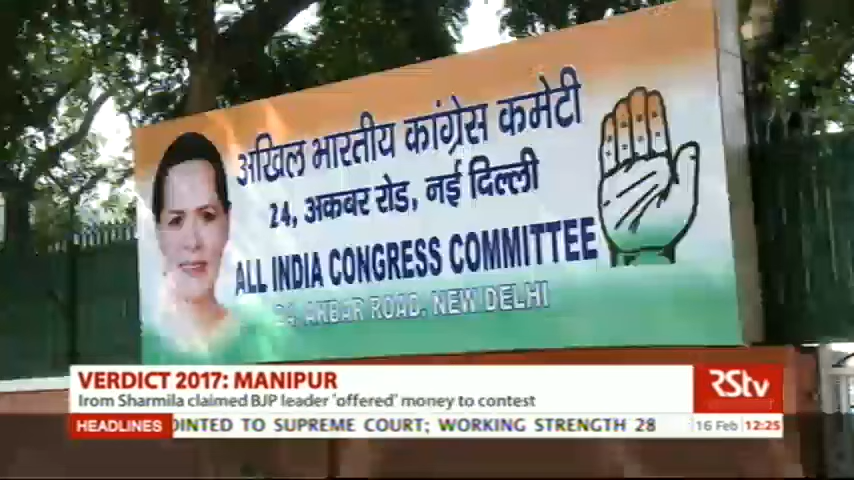 अखिल भारतीय कांग्रेस कमेटी
24, अकबर रोड, नई दिल्ली
ALL INDIA CONGRESS COMMITTEE
24, AKBAR ROAD, NEW DELHI
VERDICT 2017: MANIPUR
RStv
Irom Sharmila claimed BJP leader 'offered' money to contest
HEADLINES OINTED TO SUPREME COURT; WORKING STRENGTH 28 16 Feb 12:25